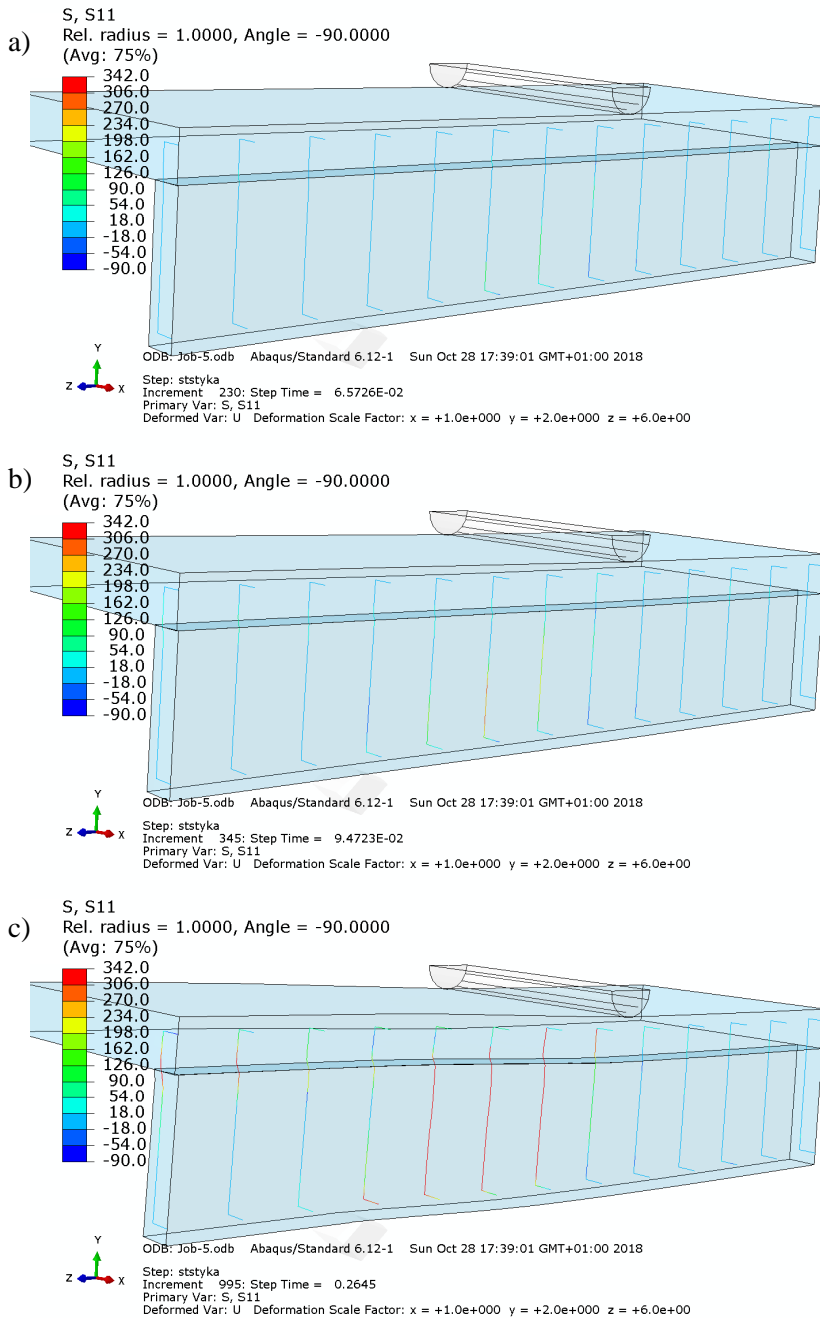 a)
S, S11
Rel. radius = 1.0000, Angle = -90.0000
(Avg: 75%)
342.0
306.0
270.0
234.0
198.0
162.0
126.0
90.0
54.0
18.0
-18.0
-54.0
-90.0
Y
Z
X
ODB: Job-5.odb Abaqus/Standard 6.12-1 Sun Oct 28 17:39:01 GMT+01:00 2018
Step: ststyka
Increment 230: Step Time = 6.5726E-02
Primary Var: S, S11
Deformed Var: U Deformation Scale Factor: x = +1.0e+000 y = +2.0e+000 z = +6.0e+00
b)
S, S11
Rel. radius = 1.0000, Angle = -90.0000
(Avg: 75%)
342.0
306.0
270.0
234.0
198.0
162.0
126.0
90.0
54.0
18.0
-18.0
-54.0
-90.0
Y
Z
X
ODB: Job-5.odb Abaqus/Standard 6.12-1 Sun Oct 28 17:39:01 GMT+01:00 2018
Step: ststyka
Increment 345: Step Time = 9.4723E-02
Primary Var: S, S11
Deformed Var: U Deformation Scale Factor: x = +1.0e+000 y = +2.0e+000 z = +6.0e+00
c)
S, S11
Rel. radius = 1.0000, Angle = -90.0000
(Avg: 75%)
342.0
306.0
270.0
234.0
198.0
162.0
126.0
90.0
54.0
18.0
-18.0
-54.0
-90.0
Y
Z
X
ODB: Job-5.odb Abaqus/Standard 6.12-1 Sun Oct 28 17:39:01 GMT+01:00 2018
Step: ststyka
Increment 995: Step Time = 0.2645
Primary Var: S, S11
Deformed Var: U Deformation Scale Factor: x = +1.0e+000 y = +2.0e+000 z = +6.0e+00